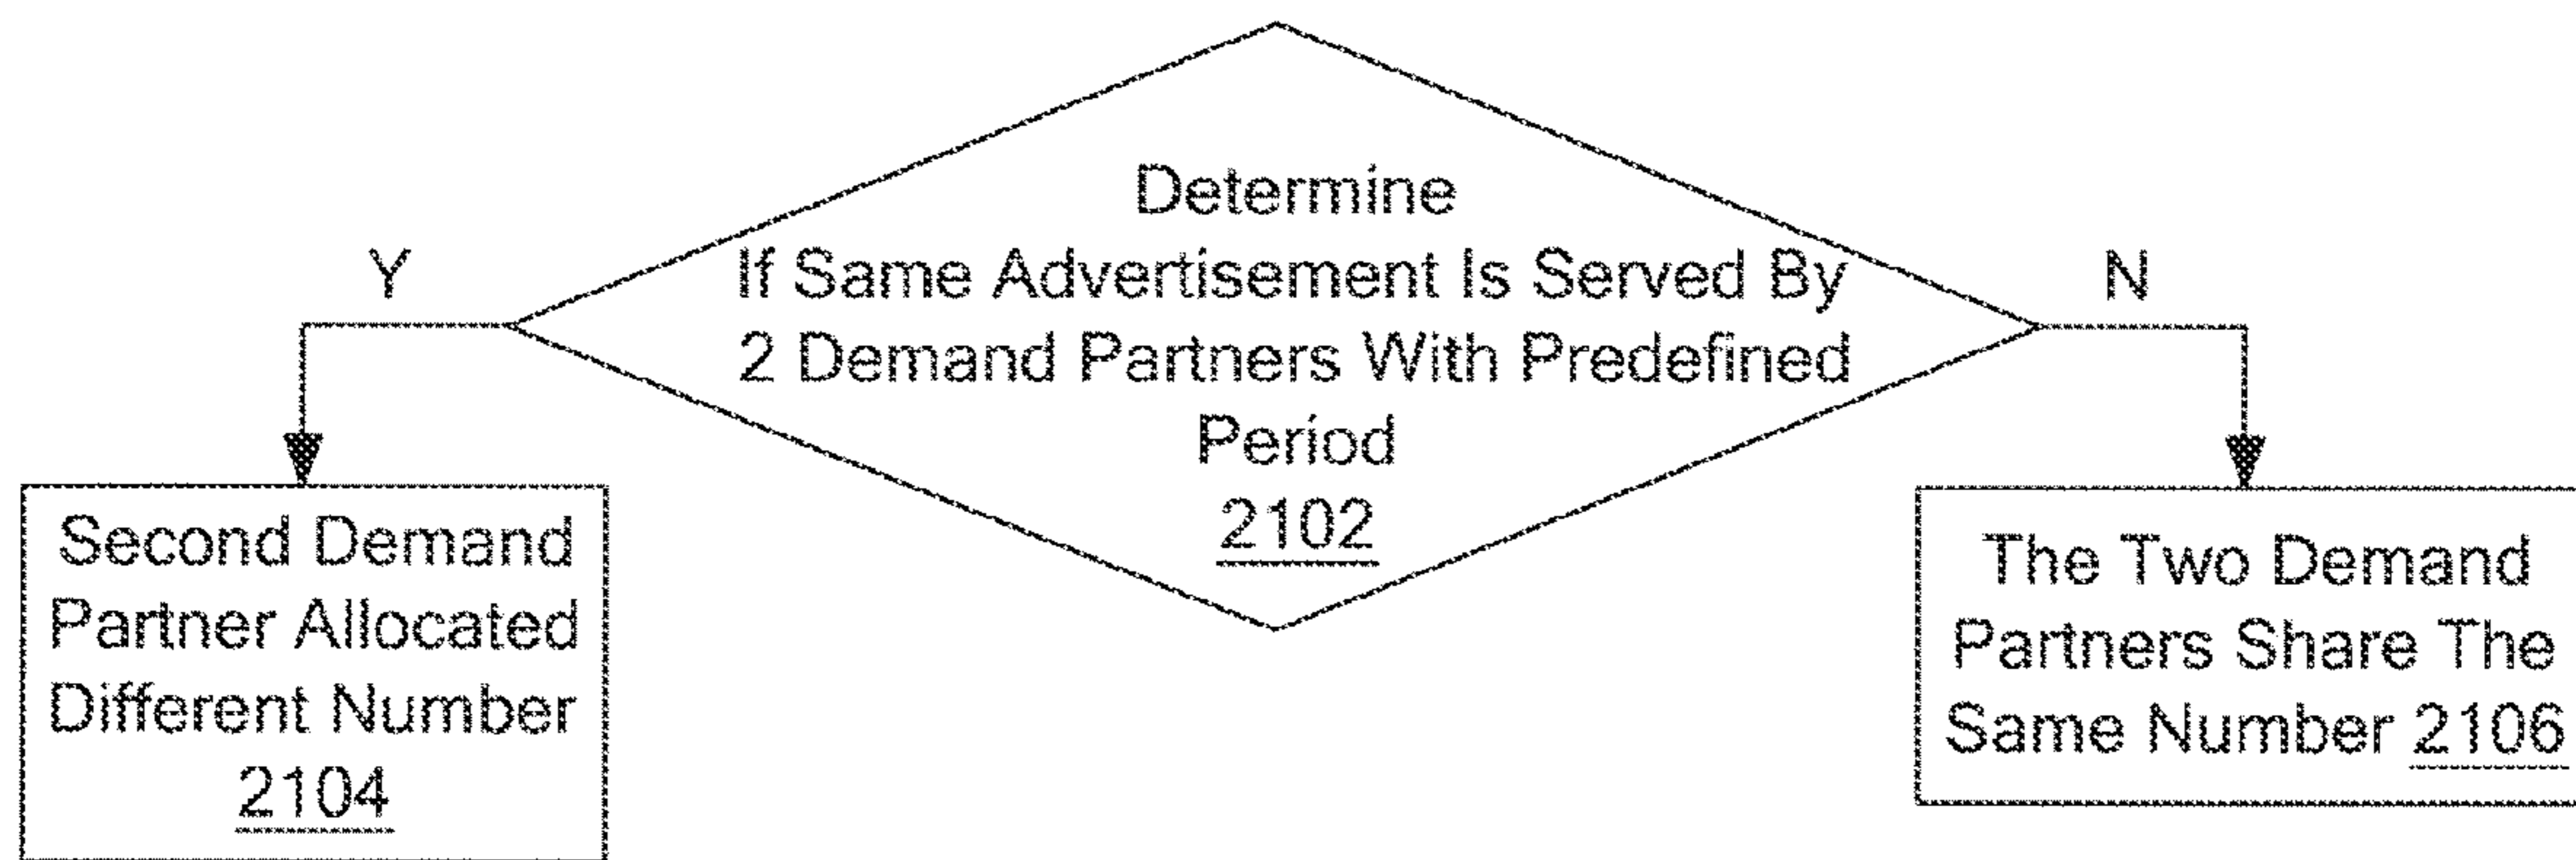 Determine
If Same Advertisement Is Served By
2 Demand Partners With Predefined
Period
2102
Y
N
Second Demand
Partner Allocated
Different Number
2104
The Two Demand
Partners Share The
Same Number 2106